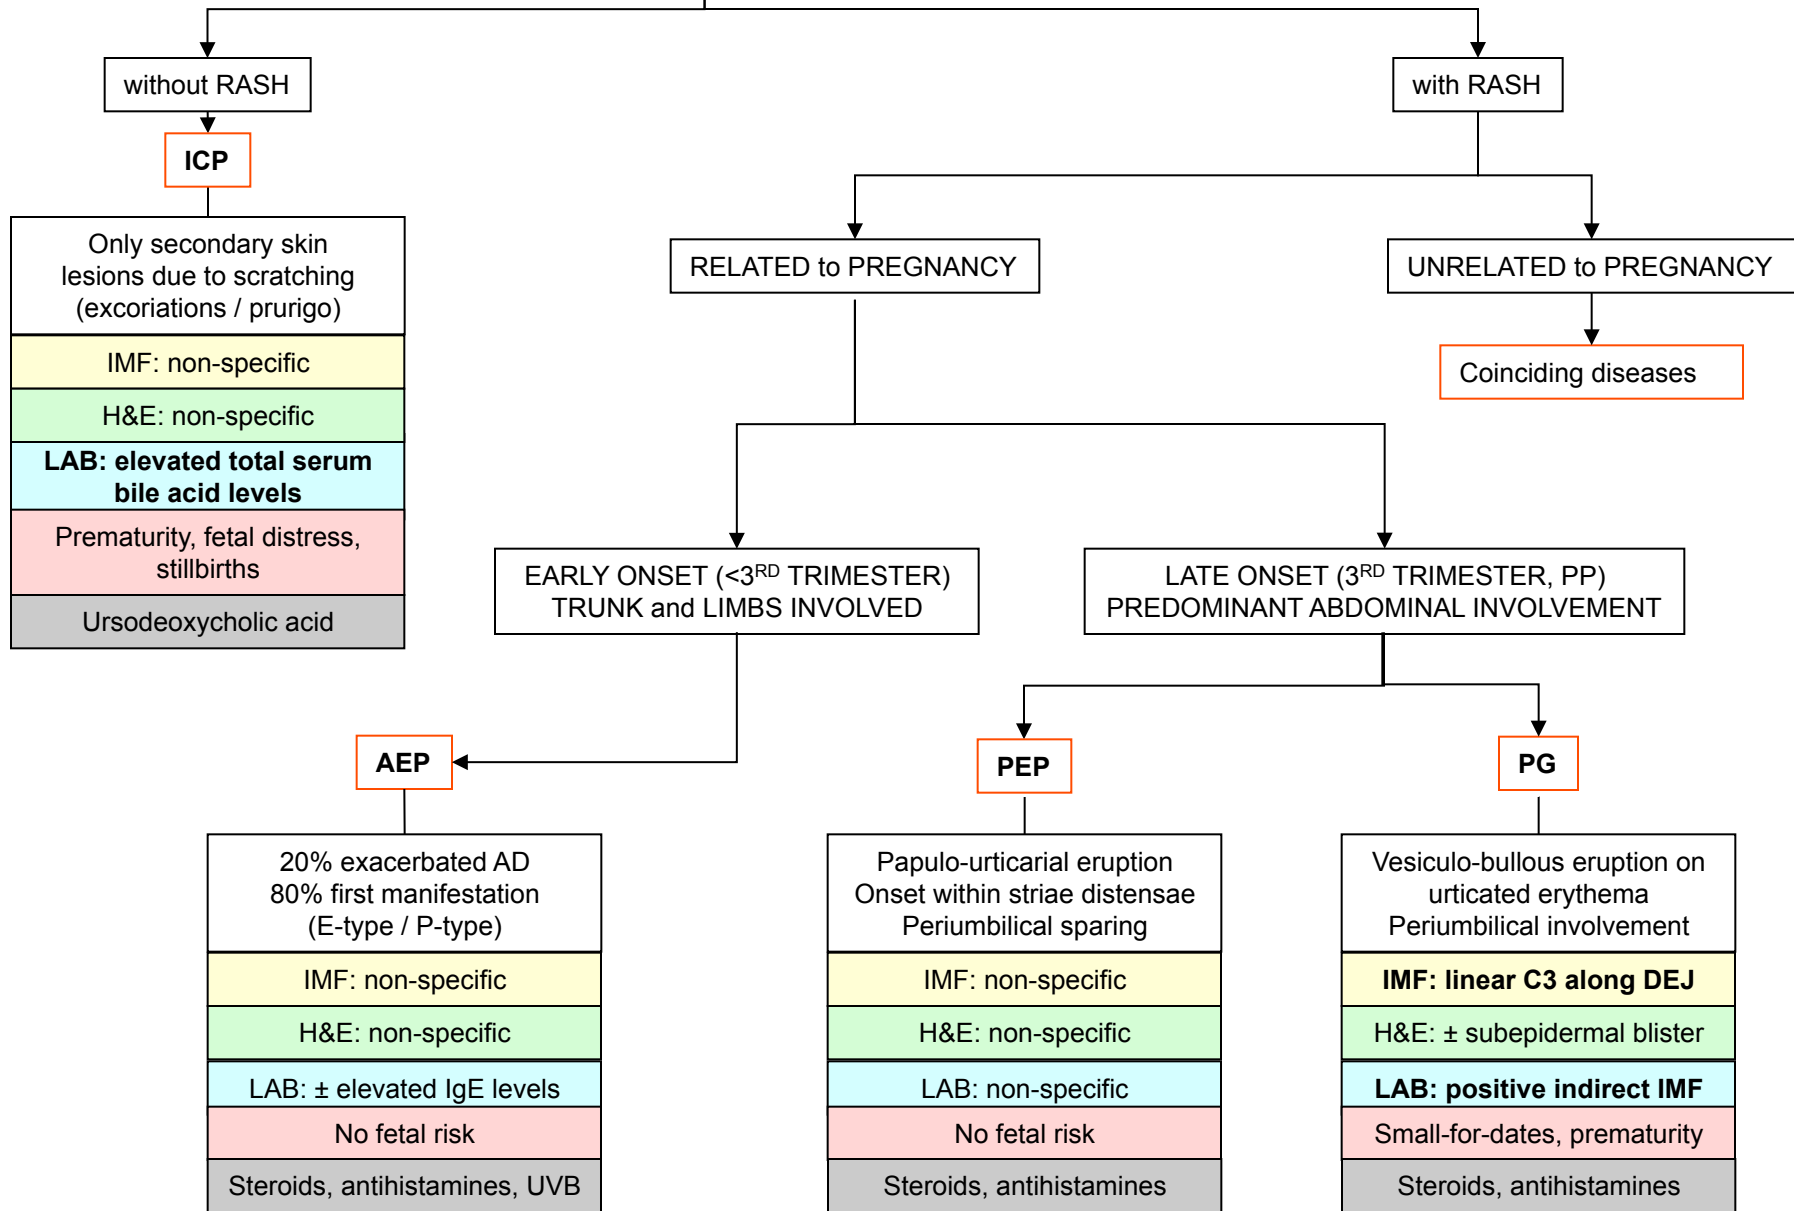 without RASH
with RASH
ICP
Only secondary skin
lesions due to scratching
(excoriations / prurigo)
IMF: non-specific
H&E: non-specific
LAB: elevated total serum
bile acid levels
Prematurity, fetal distress,
stillbirths
Ursodeoxycholic acid
RELATED to PREGNANCY
UNRELATED to PREGNANCY
Coinciding diseases
EARLY ONSET (<3RD TRIMESTER)
TRUNK and LIMBS INVOLVED
LATE ONSET (3RD TRIMESTER, PP)
PREDOMINANT ABDOMINAL INVOLVEMENT
AEP
20% exacerbated AD
80% first manifestation
(E-type / P-type)
IMF: non-specific
H&E: non-specific
LAB: ± elevated IgE levels
No fetal risk
Steroids, antihistamines, UVB
PEP
Papulo-urticarial eruption
Onset within striae distensae
Periumbilical sparing
IMF: non-specific
H&E: non-specific
LAB: non-specific
No fetal risk
Steroids, antihistamines
PG
Vesiculo-bullous eruption on
urticated erythema
Periumbilical involvement
IMF: linear C3 along DEJ
H&E: ± subepidermal blister
LAB: positive indirect IMF
Small-for-dates, prematurity
Steroids, antihistamines